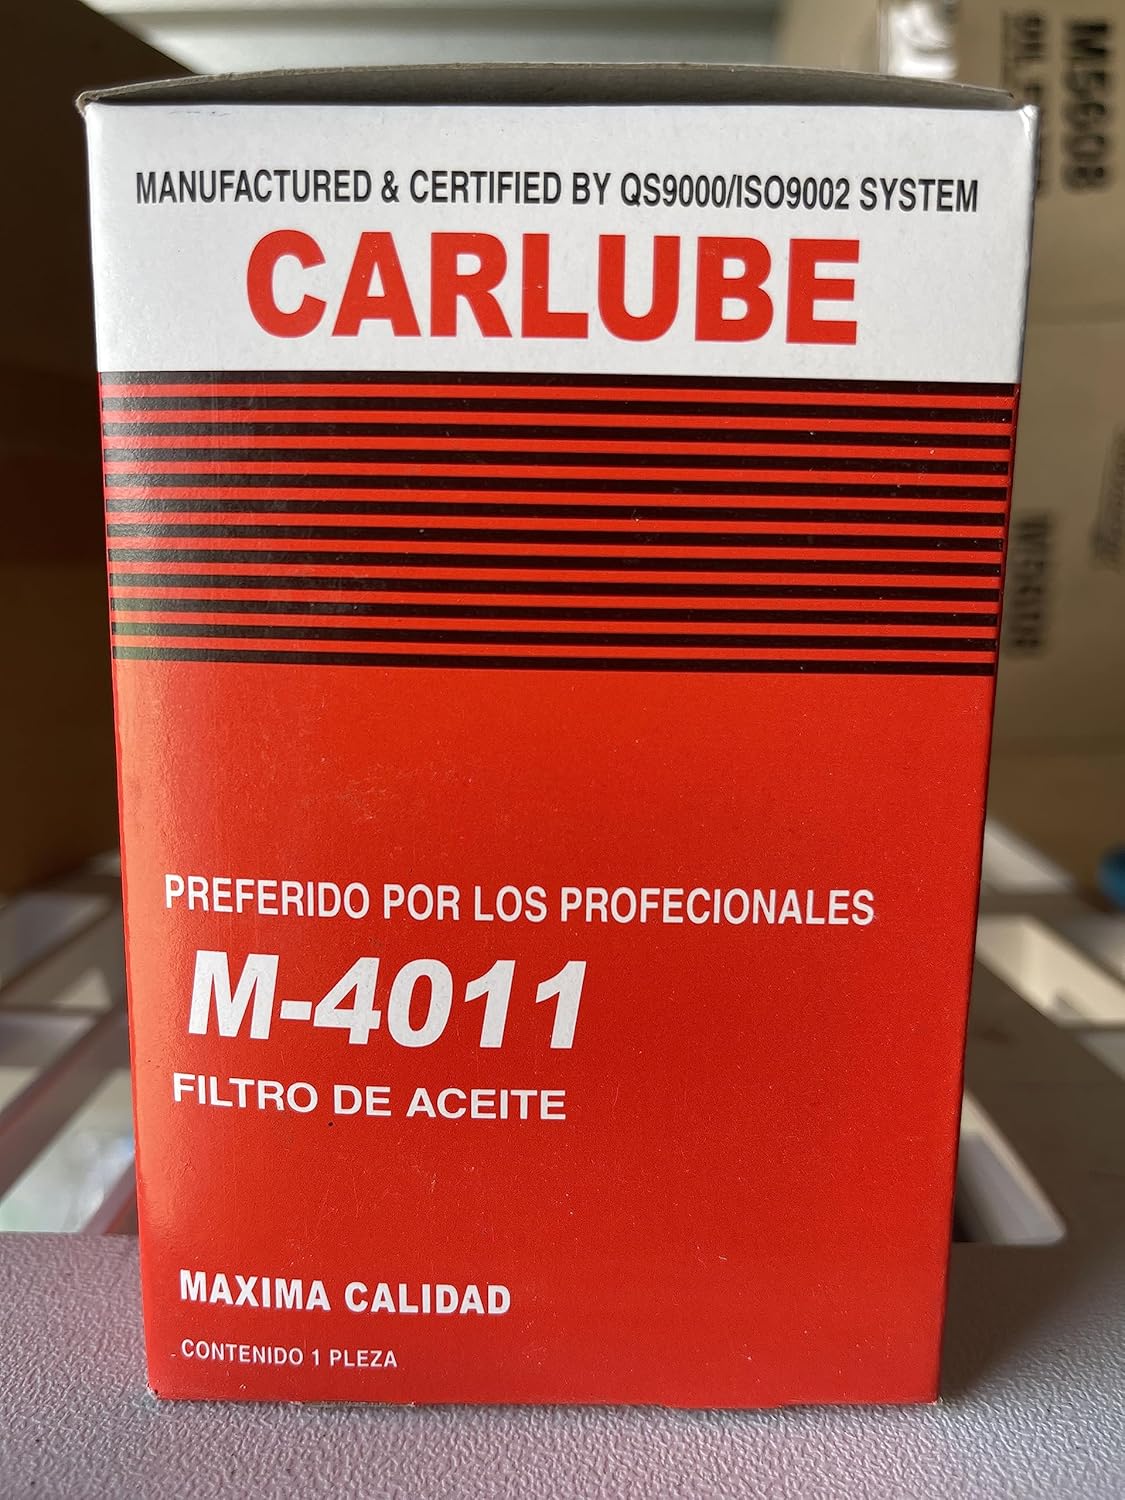 MANUFACTURED & CERTIFIED BY QS9000/ISO9002 SYSTEM
CARLUBE
PREFERIDO POR LOS PROFECIONALES
M-4011
FILTRO DE ACEITE
MAXIMA CALIDAD
CONTENIDO 1 PLEZA
M5608